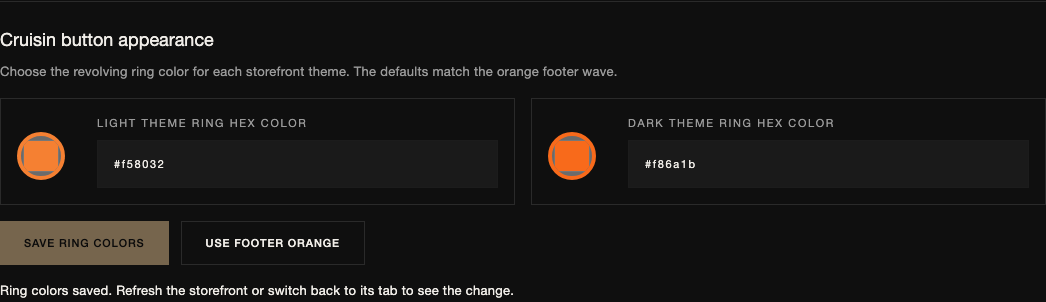 Cruisin button appearance
Choose the revolving ring color for each storefront theme. The defaults match the orange footer wave.
LIGHT THEME RING HEX COLOR
#f58032
DARK THEME RING HEX COLOR
#f86a1b
SAVE RING COLORS
USE FOOTER ORANGE
Ring colors saved. Refresh the storefront or switch back to its tab to see the change.